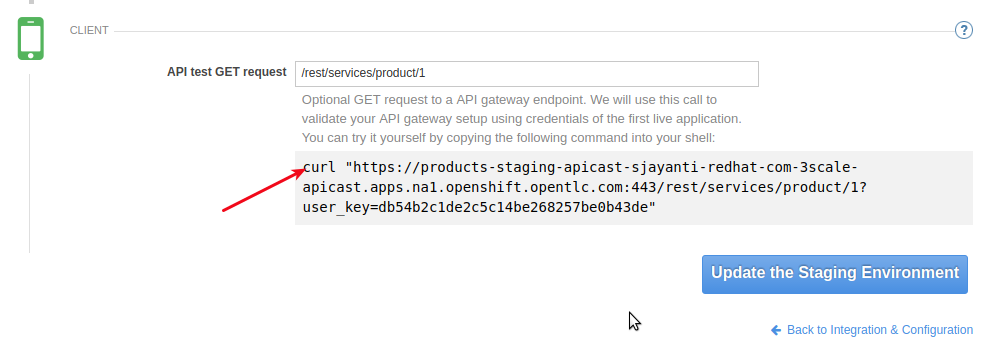 CLIENT
?
API test GET request
/rest/services/product/1
Optional GET request to a API gateway endpoint. We will use this call to
validate your API gateway setup using credentials of the first live application.
You can try it yourself by copying the following command into your shell:
curl "https://products-staging-apicast-sjayanti-redhat-com-3scale-
apicast.apps.na1.openshift.opentlc.com:443/rest/services/product/1?
user_key=db54b2c1de2c5c14be268257be0b43de"
Update the Staging Environment
Back to Integration & Configuration